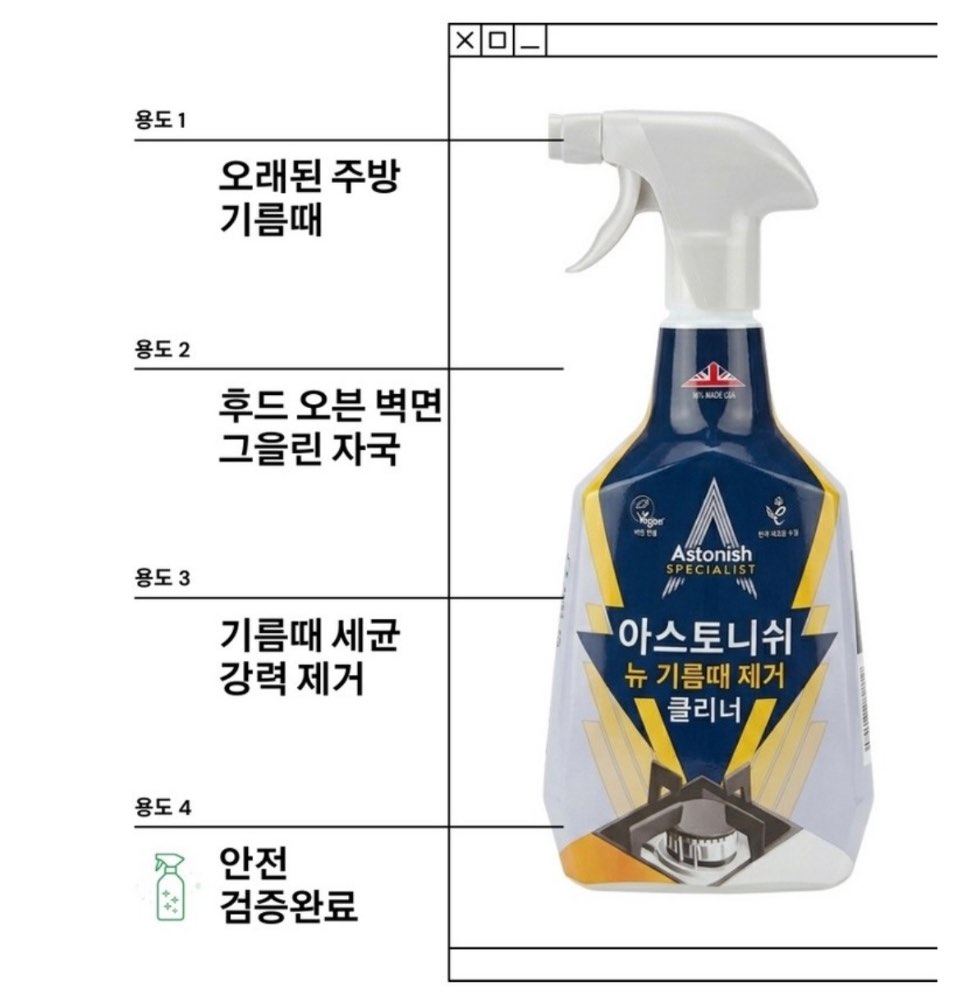 용도 1
오래된 주방
기름때
용도 2
후드 오븐 벽면
그을린 자국
용도 3
기름때 세균
강력 제거
용도 4
안전
검증완료
Astonish
SPECIALIST
아스토니쉬
뉴 기름때 제거
클리너